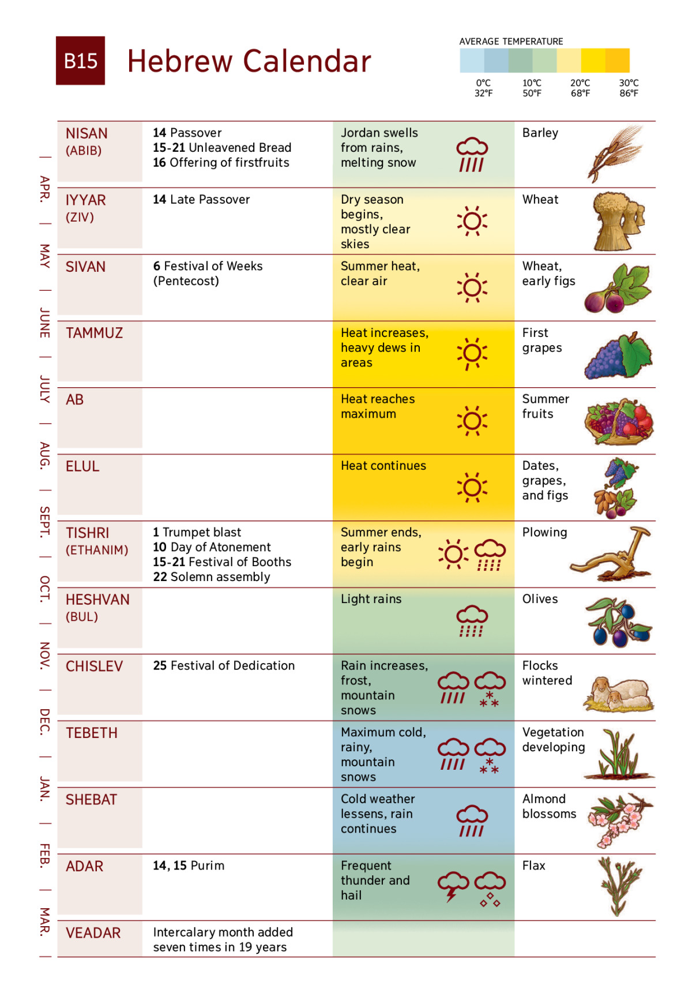 B15
Hebrew Calendar
AVERAGE TEMPERATURE
0°C 10°C 20°C 30°C
32°F 50°F 68°F 86°F
APR.
MAY
JUNE
JULY
AUG.
SEPT.
OCT.
NOV.
DEC.
JAN.
FEB.
MAR.
NISAN
(ABIB)
14 Passover
15-21 Unleavened Bread
16 Offering of firstfruits
Jordan swells
from rains,
melting snow
Barley
IYYAR
(ZIV)
14 Late Passover
Dry season
begins,
mostly clear
skies
Wheat
SIVAN
6 Festival of Weeks
(Pentecost)
Summer heat,
clear air
Wheat,
early figs
TAMMUZ
Heat increases,
heavy dews in
areas
First
grapes
AB
Heat reaches
maximum
Summer
fruits
ELUL
Heat continues
Dates,
grapes,
and figs
TISHRI
(ETHANIM)
1 Trumpet blast
10 Day of Atonement
15-21 Festival of Booths
22 Solemn assembly
Summer ends,
early rains
begin
Plowing
HESHVAN
(BUL)
Light rains
Olives
CHISLEV
25 Festival of Dedication
Rain increases,
frost,
mountain
snows
Flocks
wintered
TEBETH
Maximum cold,
rainy,
mountain
snows
Vegetation
developing
SHEBAT
Cold weather
lessens, rain
continues
Almond
blossoms
ADAR
14, 15 Purim
Frequent
thunder and
hail
Flax
VEADAR
Intercalary month added
seven times in 19 years